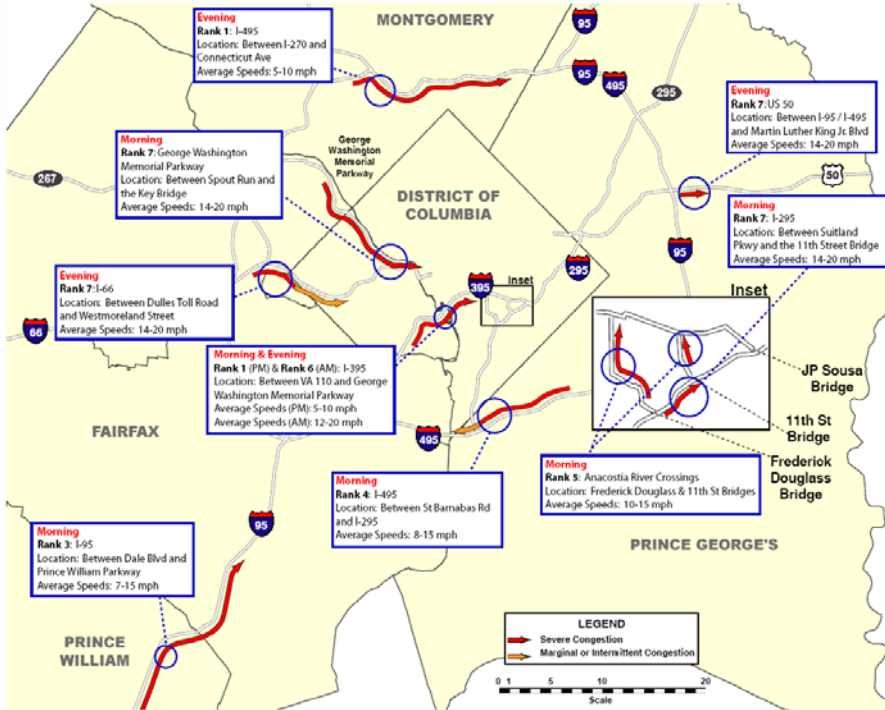 MONTGOMERY
Evening
Rank 1: I-495
Location: Between I-270 and
Connecticut Ave
Average Speeds: 5-10 mph
95
95
495
295
Evening
Rank 7: US 50
Location: Between I-95 / I-495
and Martin Luther King Jr. Blvd
Average Speeds: 14-20 mph
Morning
Rank 7: George Washington
Memorial Parkway
Location: Between Spout Run and
the Key Bridge
Average Speeds: 14-20 mph
George
Washington
Memorial
Parkway
267
DISTRICT OF
COLUMBIA
50
Morning
Rank 7: I-295
Location: Between Suitland
Pkwy and the 11th Street Bridge
Average Speeds: 14-20 mph
95
295
395
Inset
Evening
Rank 7: I-66
Location: Between Dulles Toll Road
and Westmoreland Street
Average Speeds: 14-20 mph
66
Inset
JP Sousa
Bridge
11th St
Bridge
Frederick
Douglass
Bridge
Morning & Evening
Rank 1 (PM) & Rank 6 (AM): I-395
Location: Between VA 110 and George
Washington Memorial Parkway
Average Speeds (PM): 5-10 mph
Average Speeds (AM): 12-20 mph
FAIRFAX
495
Morning
Rank 5: Anacostia River Crossings
Location: Frederick Douglass & 11th St Bridges
Average Speeds: 10-15 mph
Morning
Rank 4: I-495
Location: Between St Barnabas Rd
and I-295
Average Speeds: 8-15 mph
95
PRINCE GEORGE'S
Morning
Rank 3: I-95
Location: Between Dale Blvd and
Prince William Parkway
Average Speeds: 7-15 mph
PRINCE
WILLIAM
LEGEND
Severe Congestion
Marginal or Intermittent Congestion
0 1 5 10 20
Scale